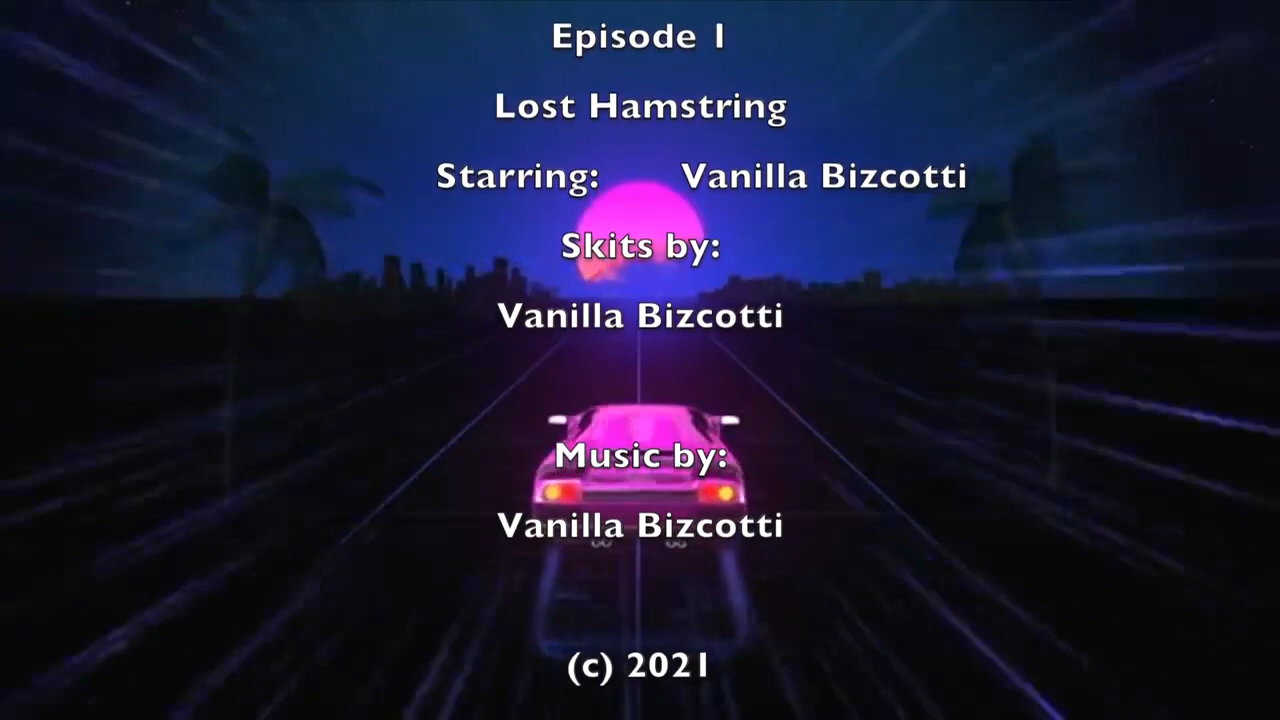 Episode 1
Lost Hamstring
Starring: Vanilla Bizcotti
Skits by:
Vanilla Bizcotti
Music by:
Vanilla Bizcotti
(c) 2021